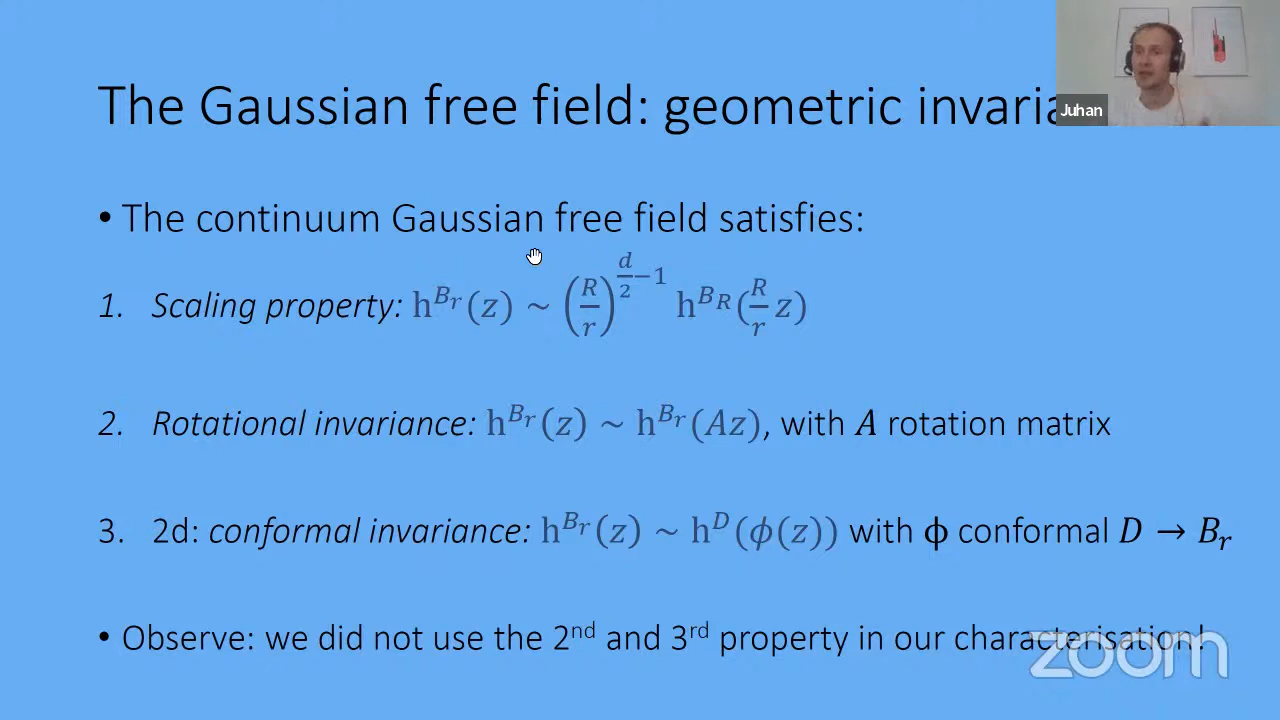 The Gaussian free field: geometric invaria
Juhan
• The continuum Gaussian free field satisfies:
1. Scaling property: h^{B_r}(z) ∼ (R/r)^{d/2−1} h^{B_R}(R/r z)
2. Rotational invariance: h^{B_r}(z) ∼ h^{B_r}(Az), with A rotation matrix
3. 2d: conformal invariance: h^{B_r}(z) ∼ h^D(ϕ(z)) with ϕ conformal D → B_r
• Observe: we did not use the 2nd and 3rd property in our characterisation!
zoom